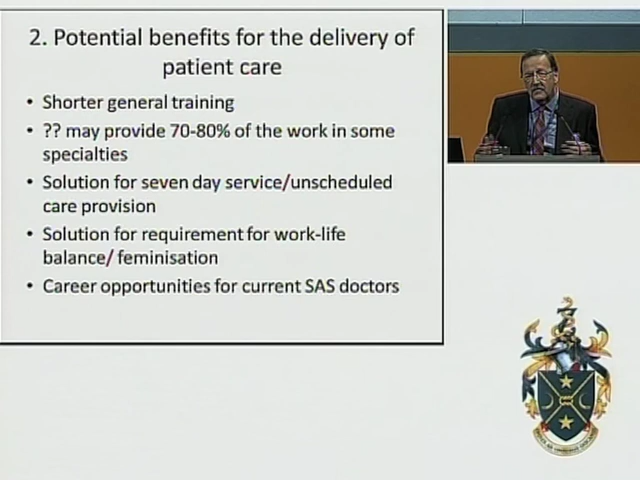 2. Potential benefits for the delivery of
patient care
• Shorter general training
• ?? may provide 70-80% of the work in some
specialties
• Solution for seven day service/unscheduled
care provision
• Solution for requirement for work-life
balance/ feminisation
• Career opportunities for current SAS doctors